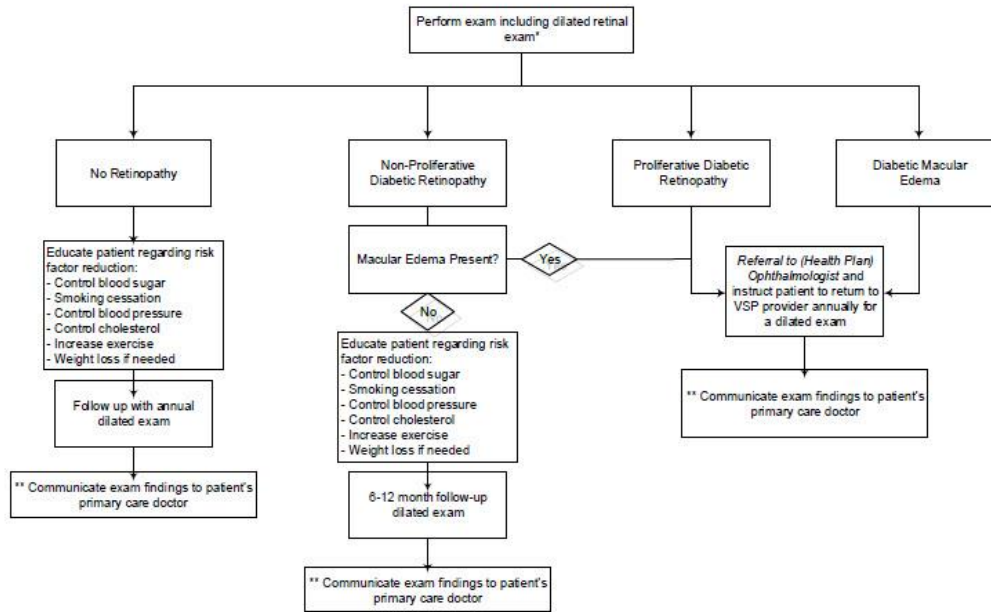 Perform exam including dilated retinal
exam*
No Retinopathy
Non-Proliferative
Diabetic Retinopathy
Proliferative Diabetic
Retinopathy
Diabetic Macular
Edema
Educate patient regarding risk
factor reduction:
- Control blood sugar
- Smoking cessation
- Control blood pressure
- Control cholesterol
- Increase exercise
- Weight loss if needed
Follow up with annual
dilated exam
** Communicate exam findings to patient's
primary care doctor
Macular Edema Present?
Yes
No
Educate patient regarding risk
factor reduction:
- Control blood sugar
- Smoking cessation
- Control blood pressure
- Control cholesterol
- Increase exercise
- Weight loss if needed
6-12 month follow-up
dilated exam
** Communicate exam findings to patient's
primary care doctor
Referral to (Health Plan)
Ophthalmologist and
instruct patient to return to
VSP provider annually for
a dilated exam
** Communicate exam findings to patient's
primary care doctor